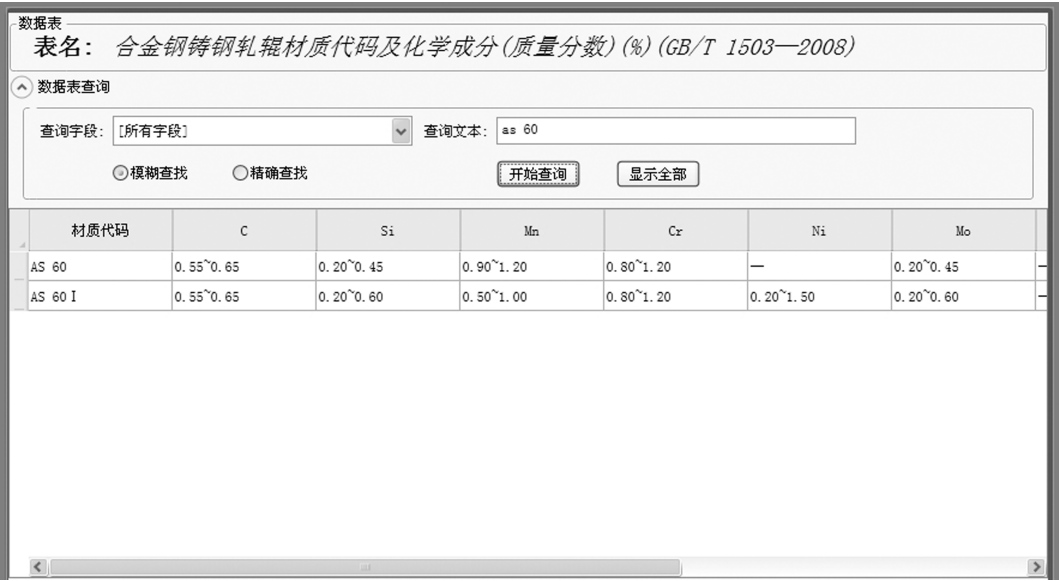 数据表
表名: 合金钢铸钢轧辊材质代码及化学成分(质量分数)(%)(GB/T 1503—2008)
数据表查询
查询字段: [所有字段] 查询文本: as 60
模糊查找 精确查找 开始查询 显示全部
材质代码 C Si Mn Cr Ni Mo
AS 60 0.55~0.65 0.20~0.45 0.90~1.20 0.80~1.20 — 0.20~0.45 —
AS 60Ⅰ 0.55~0.65 0.20~0.60 0.50~1.00 0.80~1.20 0.20~1.50 0.20~0.60 —